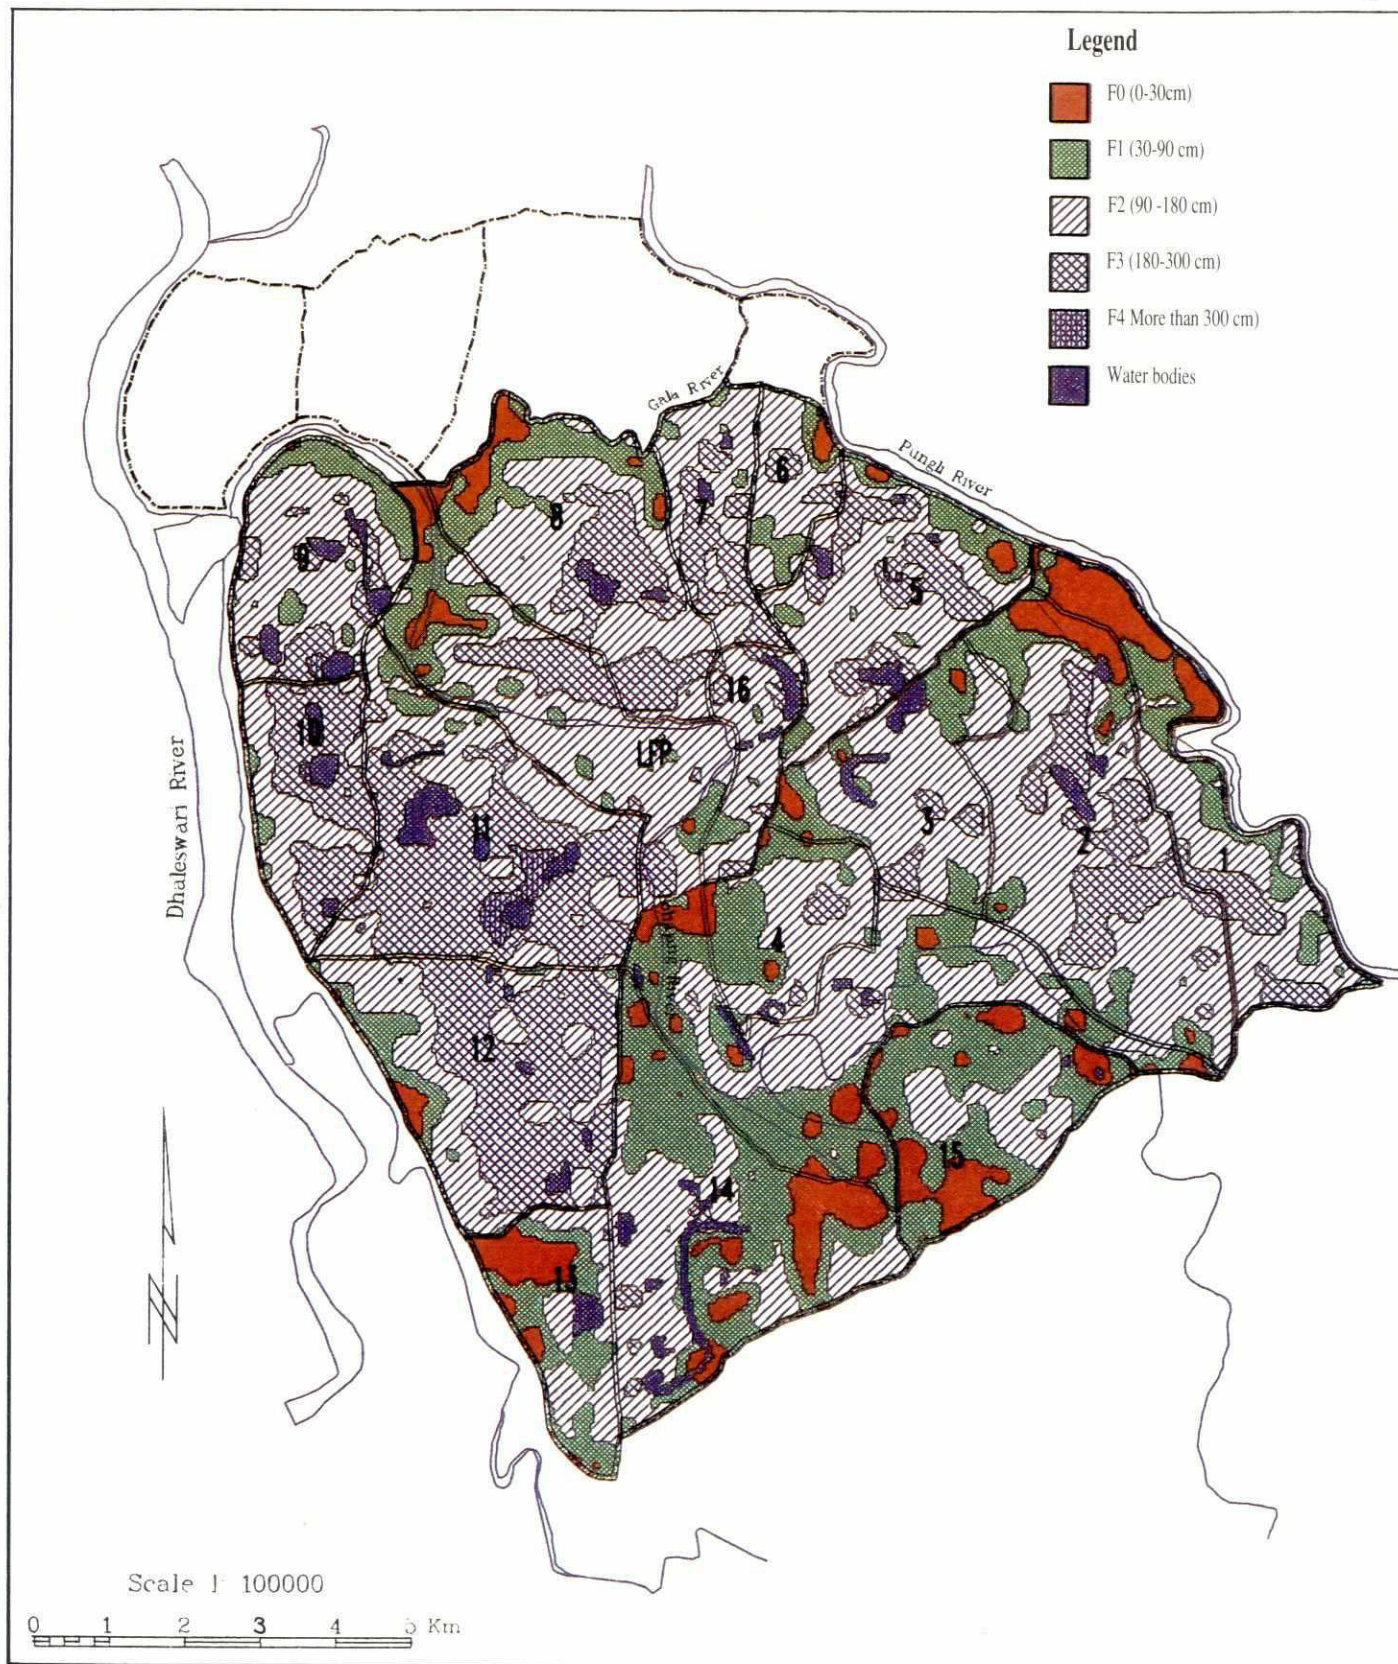 Legend
F0 (0-30cm)
F1 (30-90 cm)
F2 (90 -180 cm)
F3 (180-300 cm)
F4 More than 300 cm)
Water bodies
Gala River
Pungli River
6
8
7
9
5
16
10
LFP
11
3
2
1
Dhaleswari River
4
River
12
15
14
13
N
Scale 1: 100000
0 1 2 3 4 5 Km